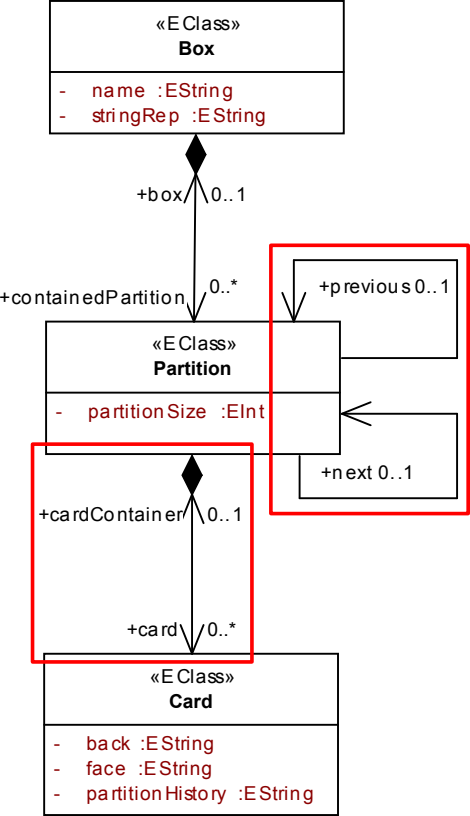 «EClass»
Box
- name :EString
- stringRep :EString
+box 0..1
+containedPartition 0..*
+previous 0..1
«EClass»
Partition
- partitionSize :EInt
+next 0..1
+cardContainer 0..1
+card 0..*
«EClass»
Card
- back :EString
- face :EString
- partitionHistory :EString